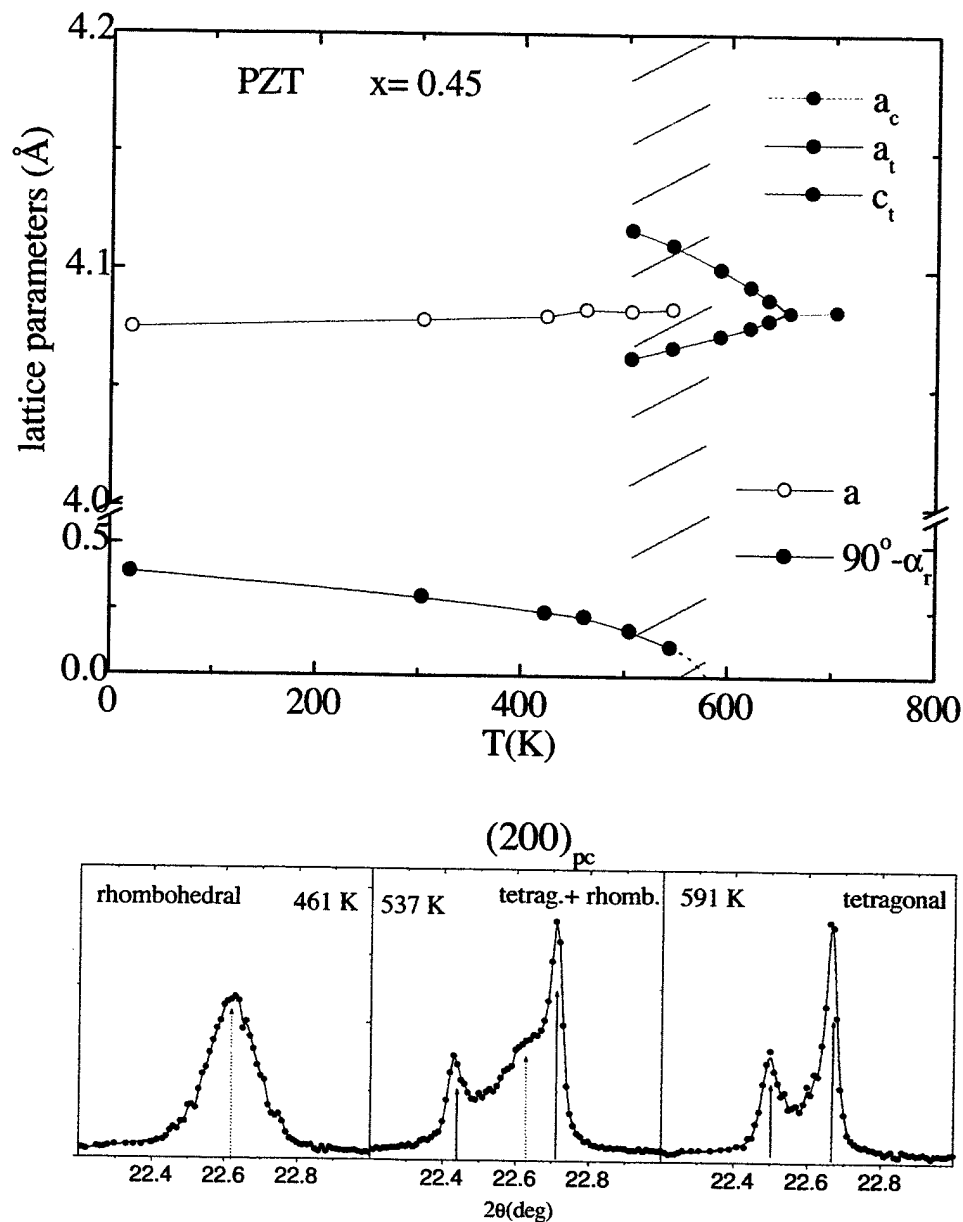 4.2
PZT x= 0.45
a_c
a_t
c_t
lattice parameters (Å)
4.1
4.0
a
0.5
90°-α_r
0.0
0 200 400 600 800
T(K)
(200)_pc
rhombohedral 461 K
537 K tetrag.+ rhomb.
591 K tetragonal
22.4 22.6 22.8 22.4 22.6 22.8 22.4 22.6 22.8
2θ(deg)